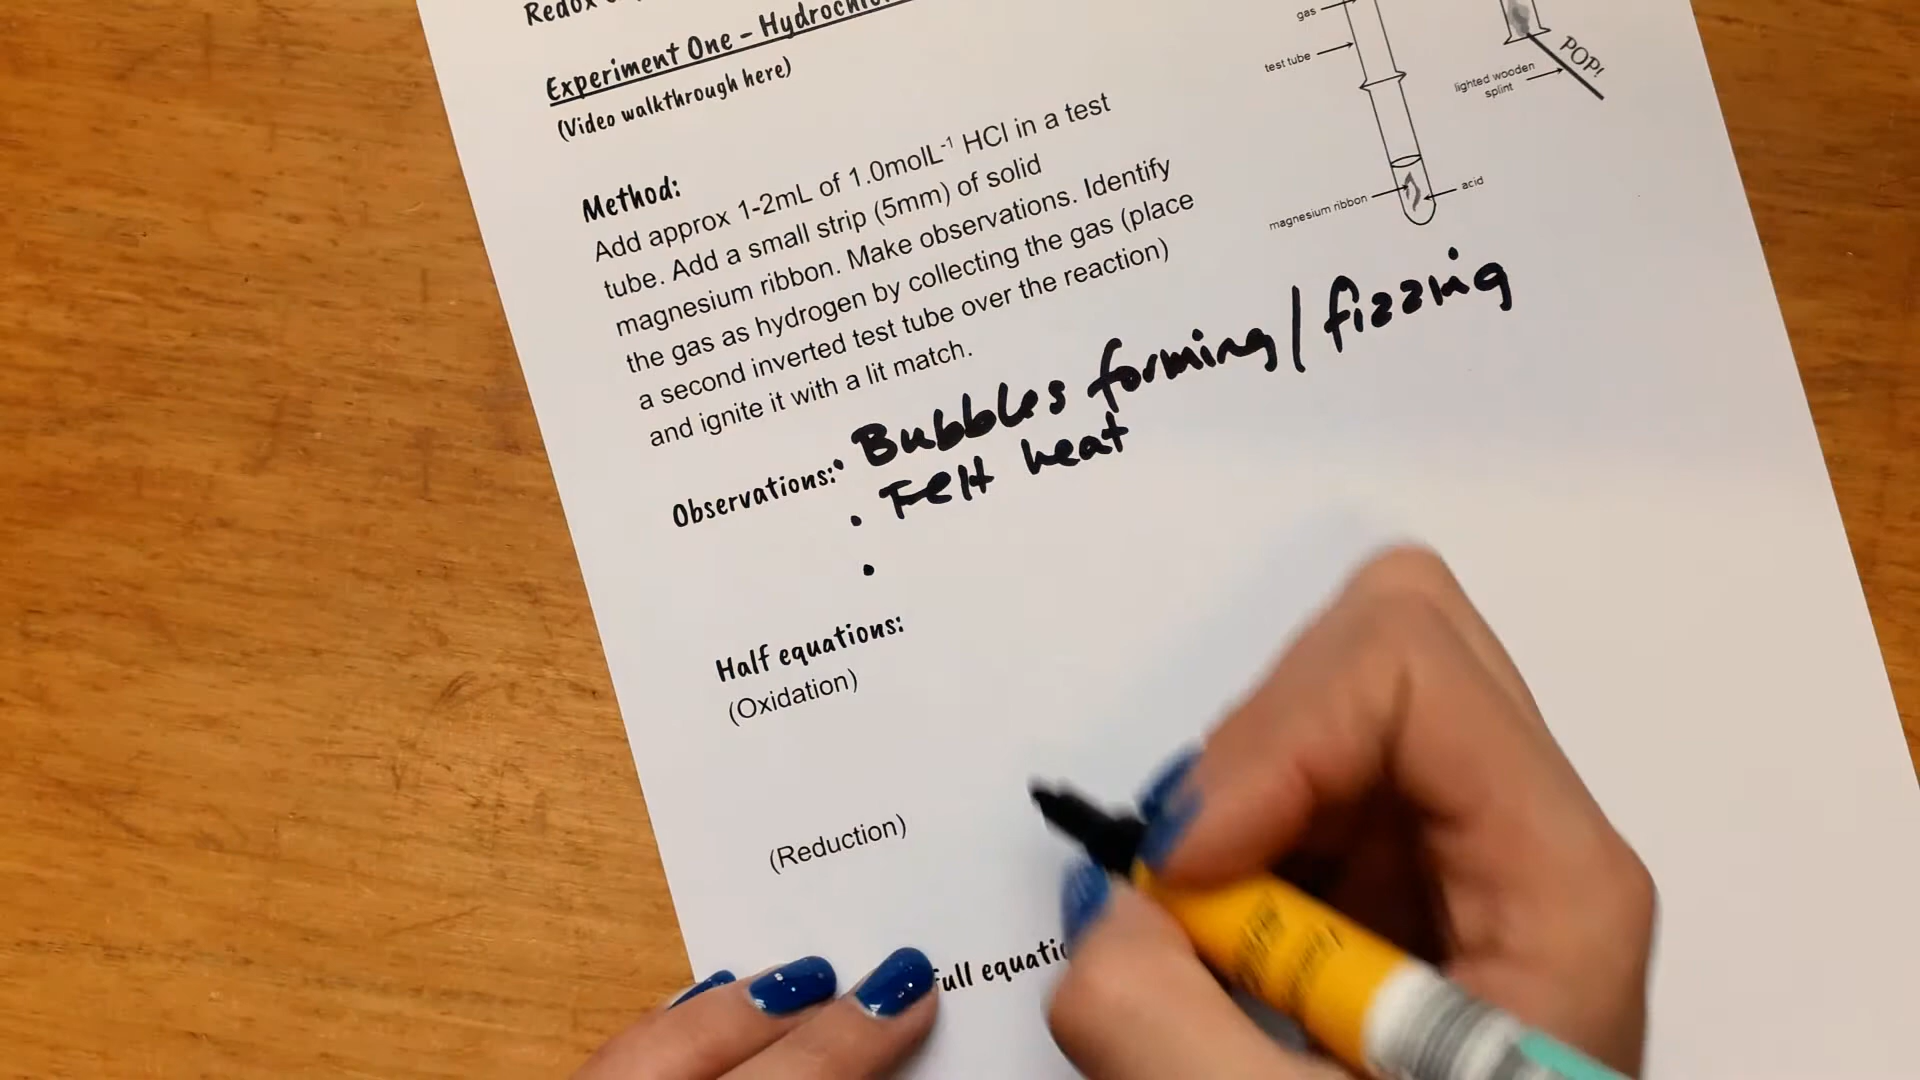 Redox
Experiment One - Hydrochlor
(Video walkthrough here)
Method:
Add approx 1-2mL of 1.0molL⁻¹ HCl in a test
tube. Add a small strip (5mm) of solid
magnesium ribbon. Make observations. Identify
the gas as hydrogen by collecting the gas (place
a second inverted test tube over the reaction)
and ignite it with a lit match.
gas
test tube
magnesium ribbon
acid
lighted wooden
splint
POP!
Observations:• Bubbles forming/fizzing
• Felt heat
•
Half equations:
(Oxidation)
(Reduction)
full equatio